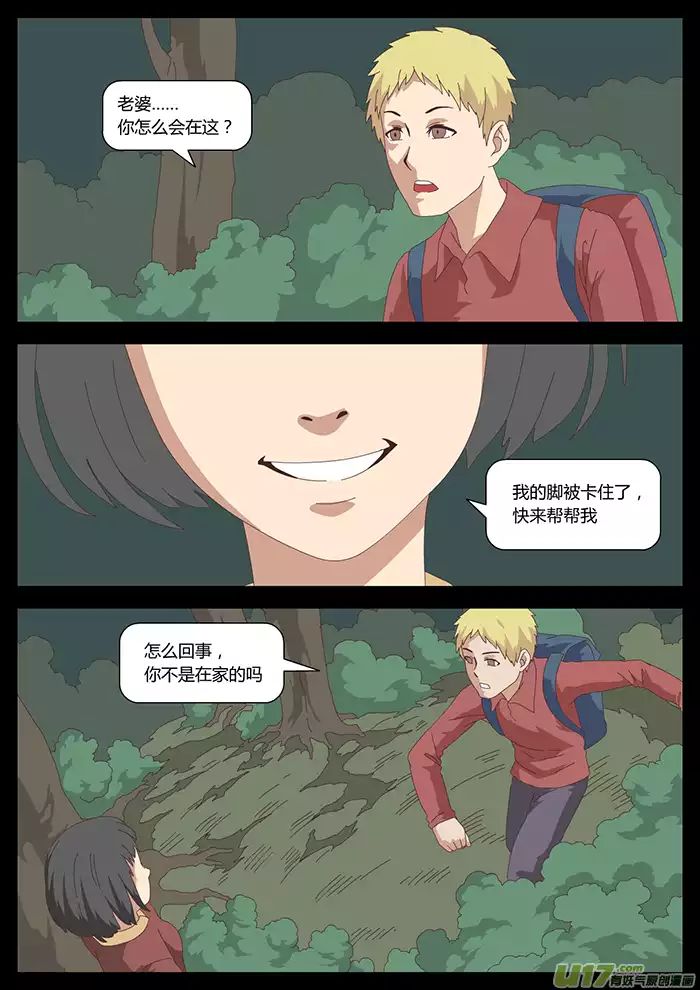 老婆……
你怎么会在这？
我的脚被卡住了，
快来帮帮我
怎么回事，
你不是在家的吗
U17.com
有妖气原创漫画